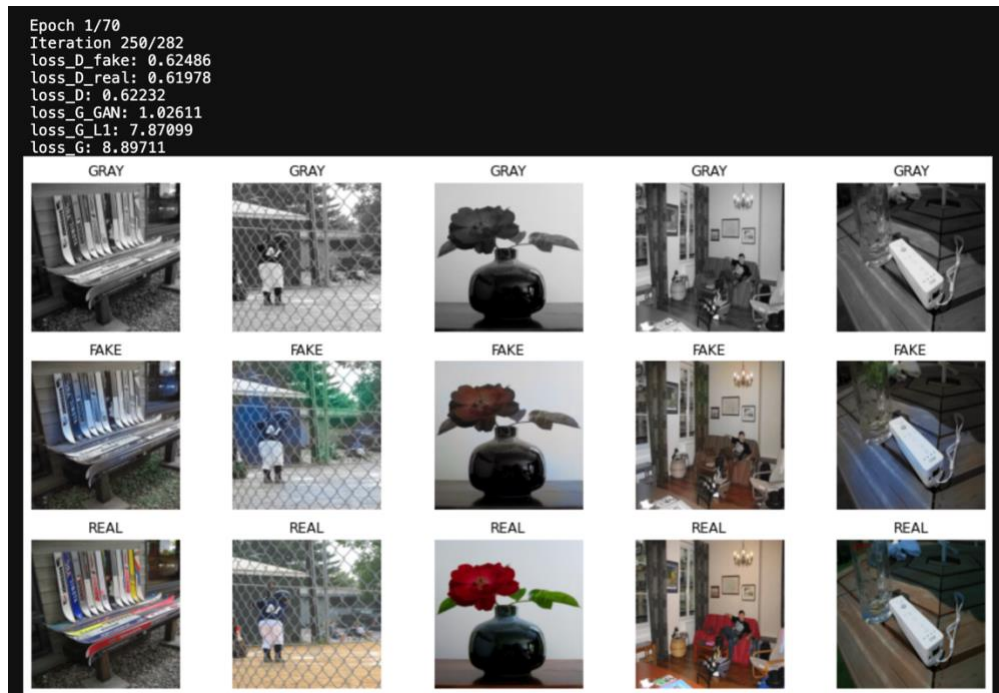 Epoch 1/70
Iteration 250/282
loss_D_fake: 0.62486
loss_D_real: 0.61978
loss_D: 0.62232
loss_G_GAN: 1.02611
loss_G_L1: 7.87099
loss_G: 8.89711
GRAY GRAY GRAY GRAY GRAY
FAKE FAKE FAKE FAKE FAKE
REAL REAL REAL REAL REAL